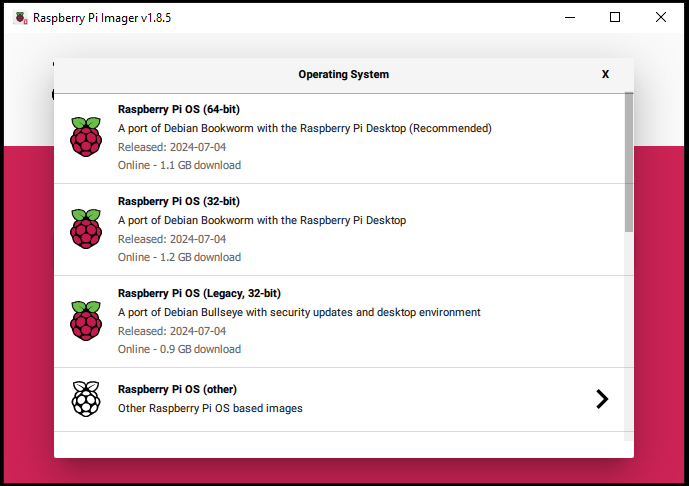 Raspberry Pi Imager v1.8.5
Operating System
X
Raspberry Pi OS (64-bit)
A port of Debian Bookworm with the Raspberry Pi Desktop (Recommended)
Released: 2024-07-04
Online - 1.1 GB download
Raspberry Pi OS (32-bit)
A port of Debian Bookworm with the Raspberry Pi Desktop
Released: 2024-07-04
Online - 1.2 GB download
Raspberry Pi OS (Legacy, 32-bit)
A port of Debian Bullseye with security updates and desktop environment
Released: 2024-07-04
Online - 0.9 GB download
Raspberry Pi OS (other)
Other Raspberry Pi OS based images